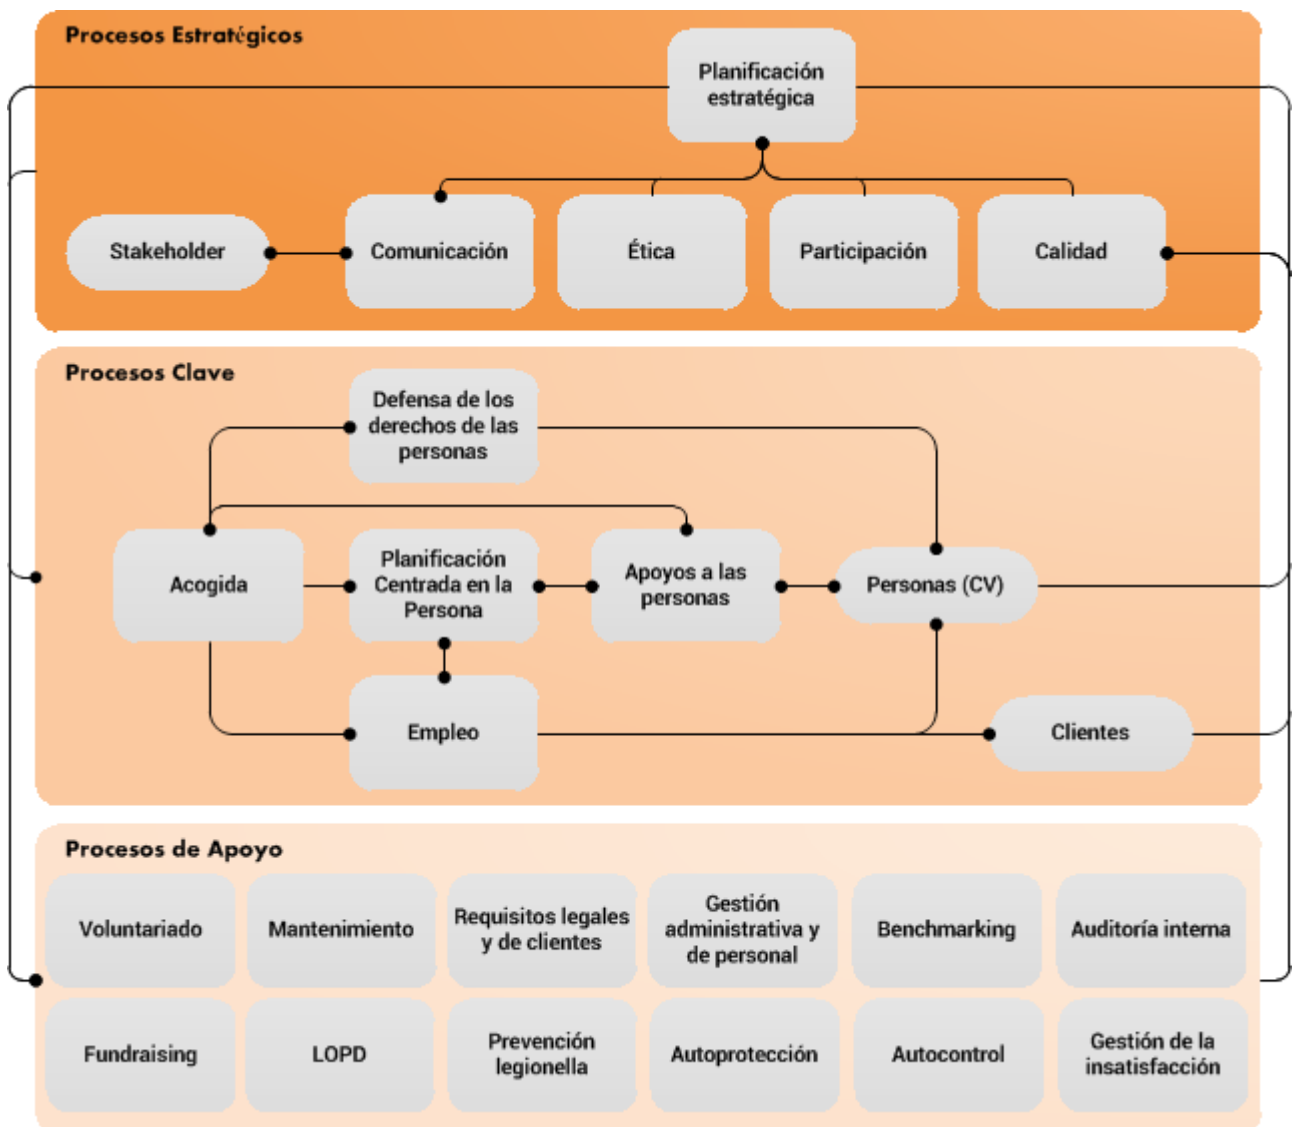 Procesos Estratégicos
Planificación
estratégica
Stakeholder
Comunicación
Ética
Participación
Calidad
Procesos Clave
Defensa de los
derechos de las
personas
Acogida
Planificación
Centrada en la
Persona
Apoyos a las
personas
Personas (CV)
Empleo
Clientes
Procesos de Apoyo
Voluntariado
Mantenimiento
Requisitos legales
y de clientes
Gestión
administrativa y
de personal
Benchmarking
Auditoría interna
Fundraising
LOPD
Prevención
legionella
Autoprotección
Autocontrol
Gestión de la
insatisfacción